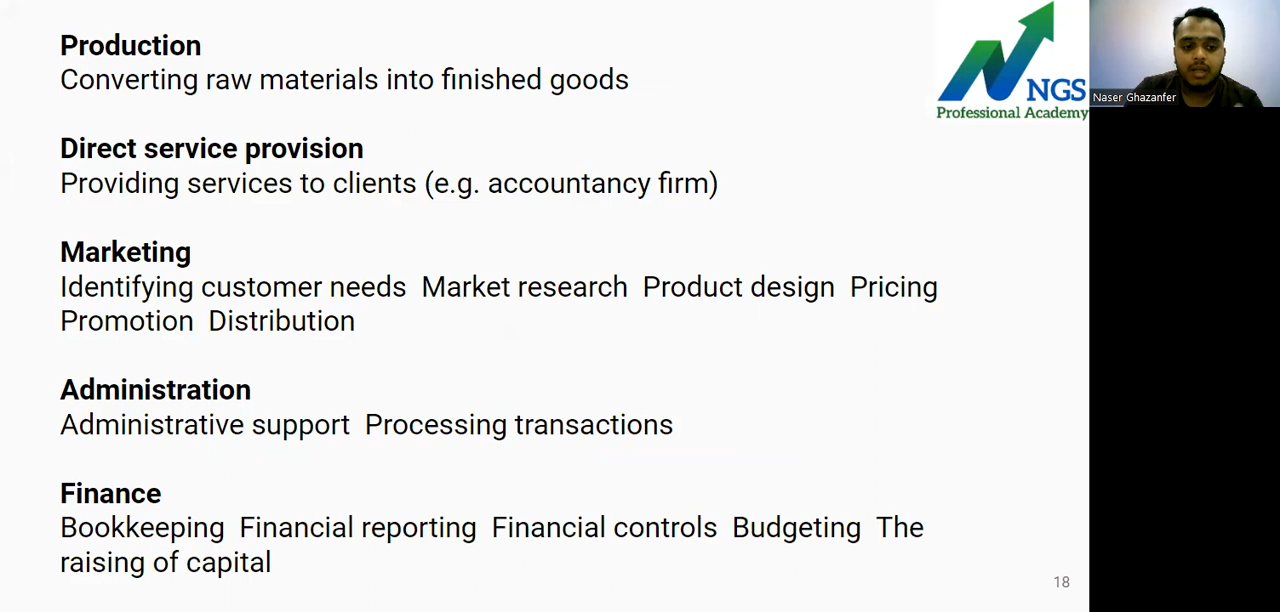 Production
Converting raw materials into finished goods
Direct service provision
Providing services to clients (e.g. accountancy firm)
Marketing
Identifying customer needs  Market research  Product design  Pricing
Promotion  Distribution
Administration
Administrative support  Processing transactions
Finance
Bookkeeping  Financial reporting  Financial controls  Budgeting  The
raising of capital
18
NGS
Professional Academy
Naser Ghazanfer